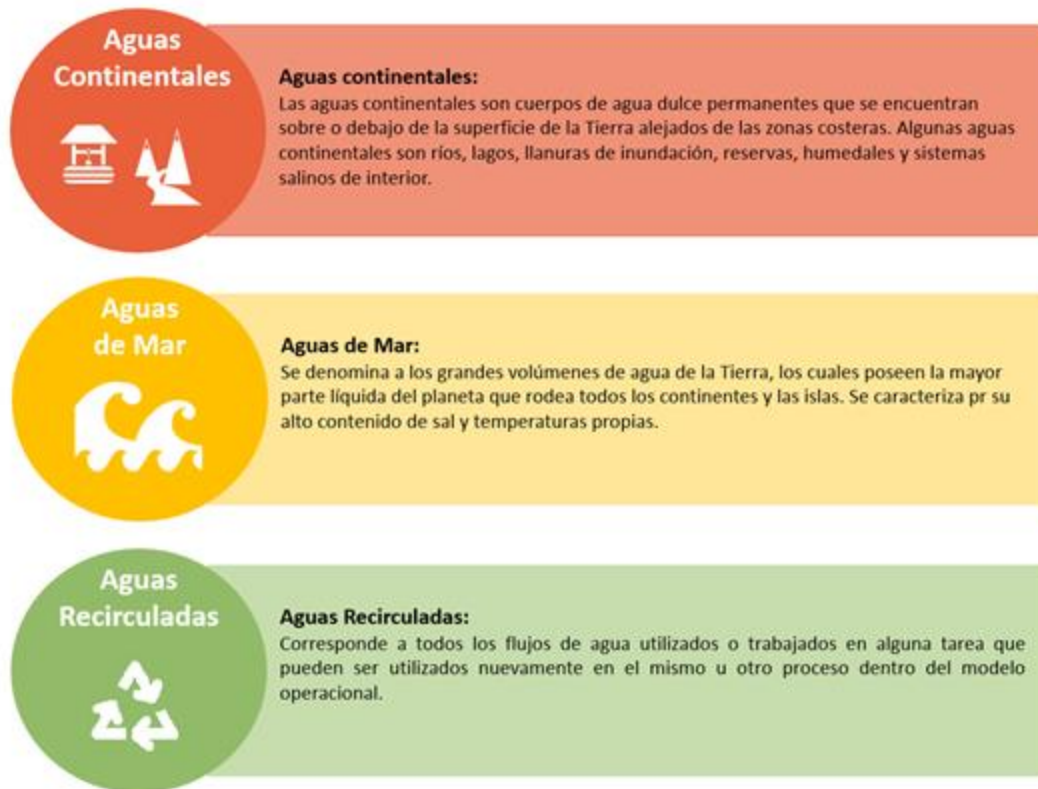 Aguas
Continentales
Aguas continentales:
Las aguas continentales son cuerpos de agua dulce permanentes que se encuentran
sobre o debajo de la superficie de la Tierra alejados de las zonas costeras. Algunas aguas
continentales son ríos, lagos, llanuras de inundación, reservas, humedales y sistemas
salinos de interior.
Aguas
de Mar
Aguas de Mar:
Se denomina a los grandes volúmenes de agua de la Tierra, los cuales poseen la mayor
parte líquida del planeta que rodea todos los continentes y las islas. Se caracteriza pr su
alto contenido de sal y temperaturas propias.
Aguas
Recirculadas
Aguas Recirculadas:
Corresponde a todos los flujos de agua utilizados o trabajados en alguna tarea que
pueden ser utilizados nuevamente en el mismo u otro proceso dentro del modelo
operacional.